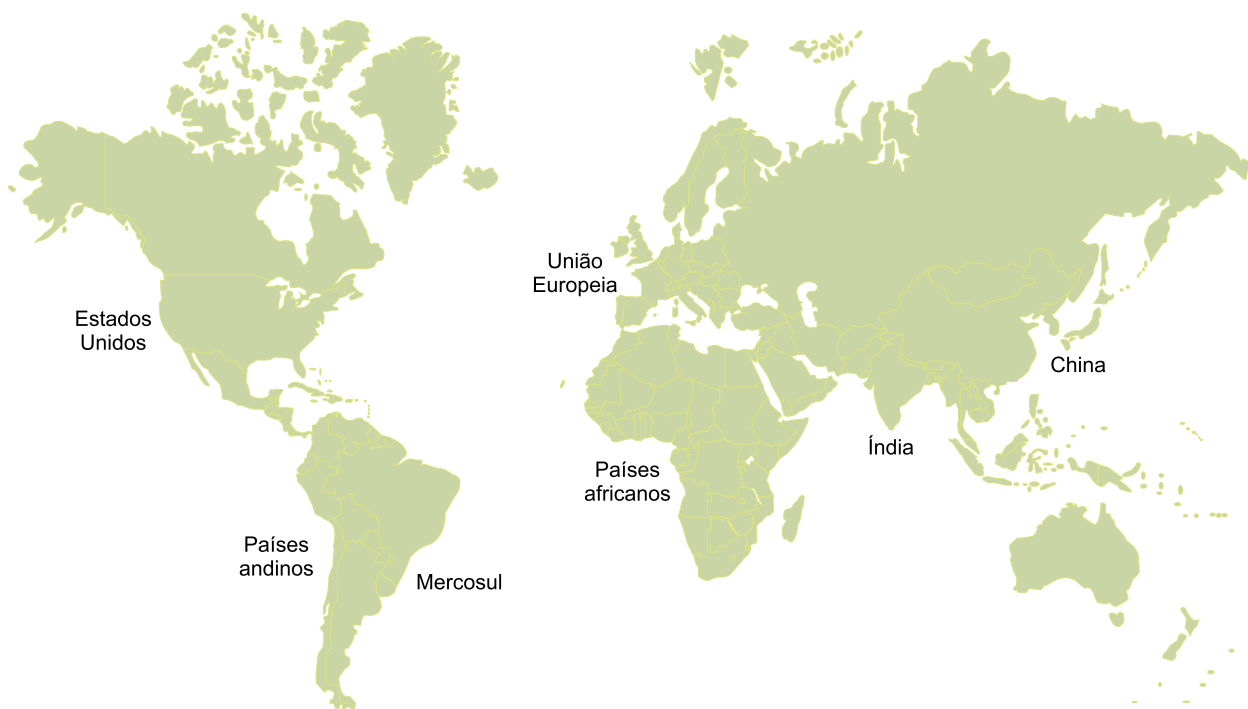 União
Europeia
Estados
Unidos
China
Índia
Países
africanos
Países
andinos
Mercosul